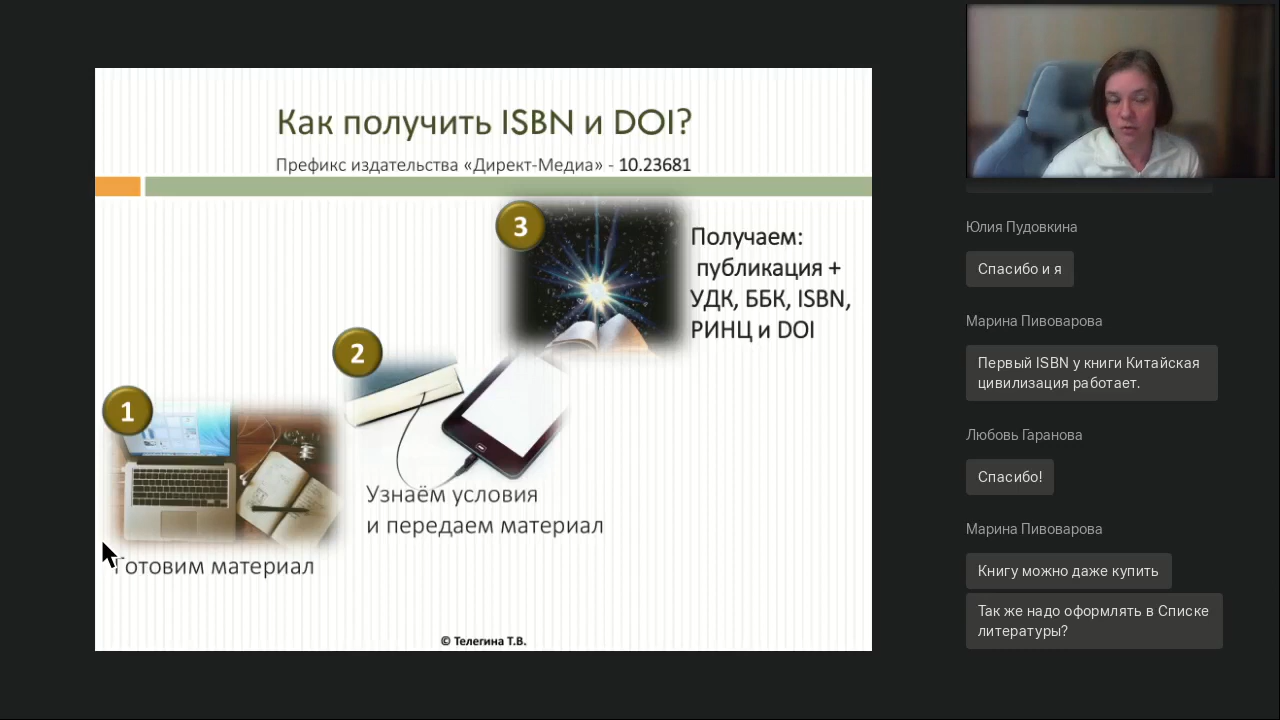 Как получить ISBN и DOI?
Префикс издательства «Директ-Медиа» - 10.23681
3
Получаем:
публикация +
УДК, ББК, ISBN,
РИНЦ и DOI
2
1
Узнаём условия
и передаем материал
Готовим материал
© Телегина Т.В.
Юлия Пудовкина
Спасибо и я
Марина Пивоварова
Первый ISBN у книги Китайская
цивилизация работает.
Любовь Гаранова
Спасибо!
Марина Пивоварова
Книгу можно даже купить
Так же надо оформлять в Списке
литературы?